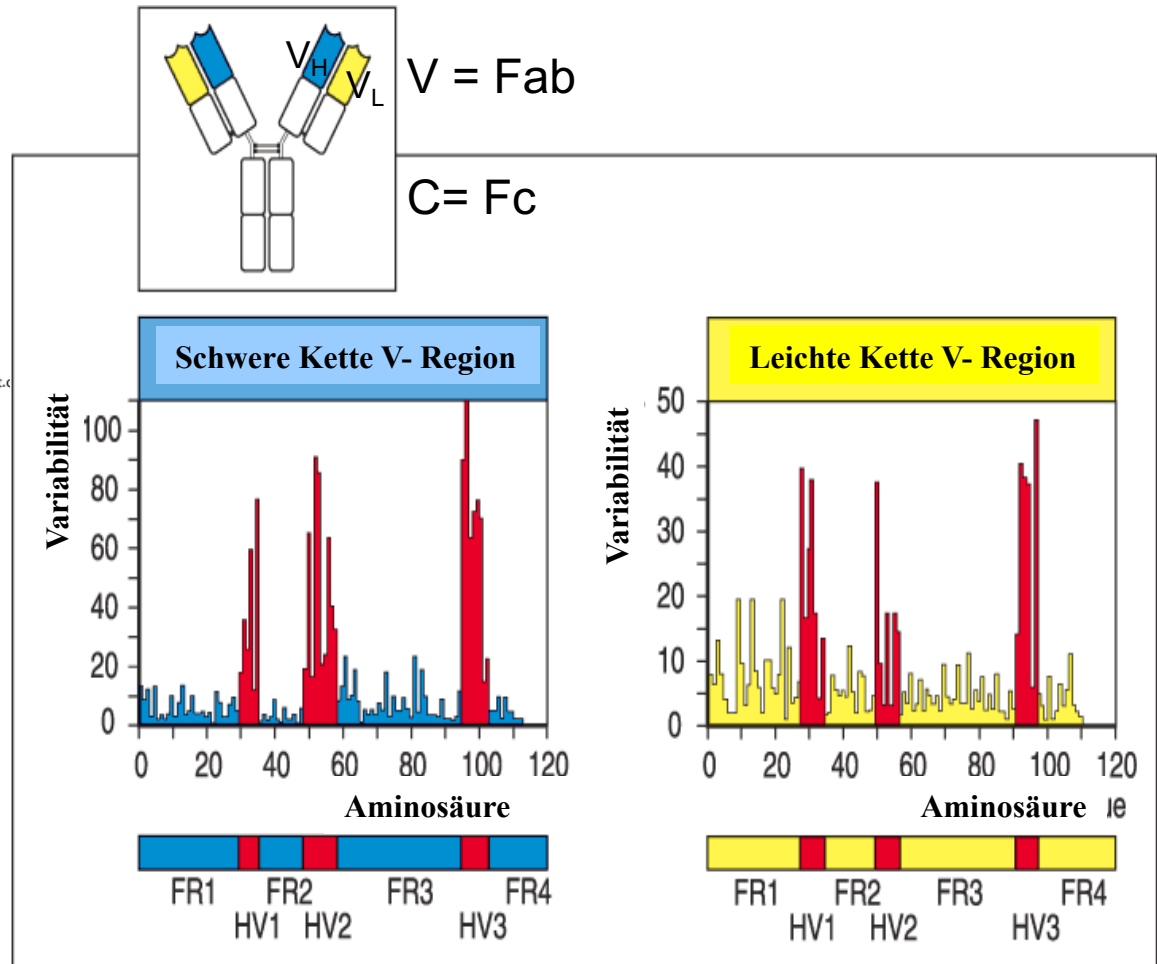 V_H
V_L
V = Fab
C= Fc
Schwere Kette V- Region
Variabilität
100
80
60
40
20
0
0 20 40 60 80 100 120
Aminosäure
FR1 FR2 FR3 FR4
HV1 HV2 HV3
Leichte Kette V- Region
Variabilität
50
40
30
20
10
0
0 20 40 60 80 100 120
Aminosäure
FR1 FR2 FR3 FR4
HV1 HV2 HV3